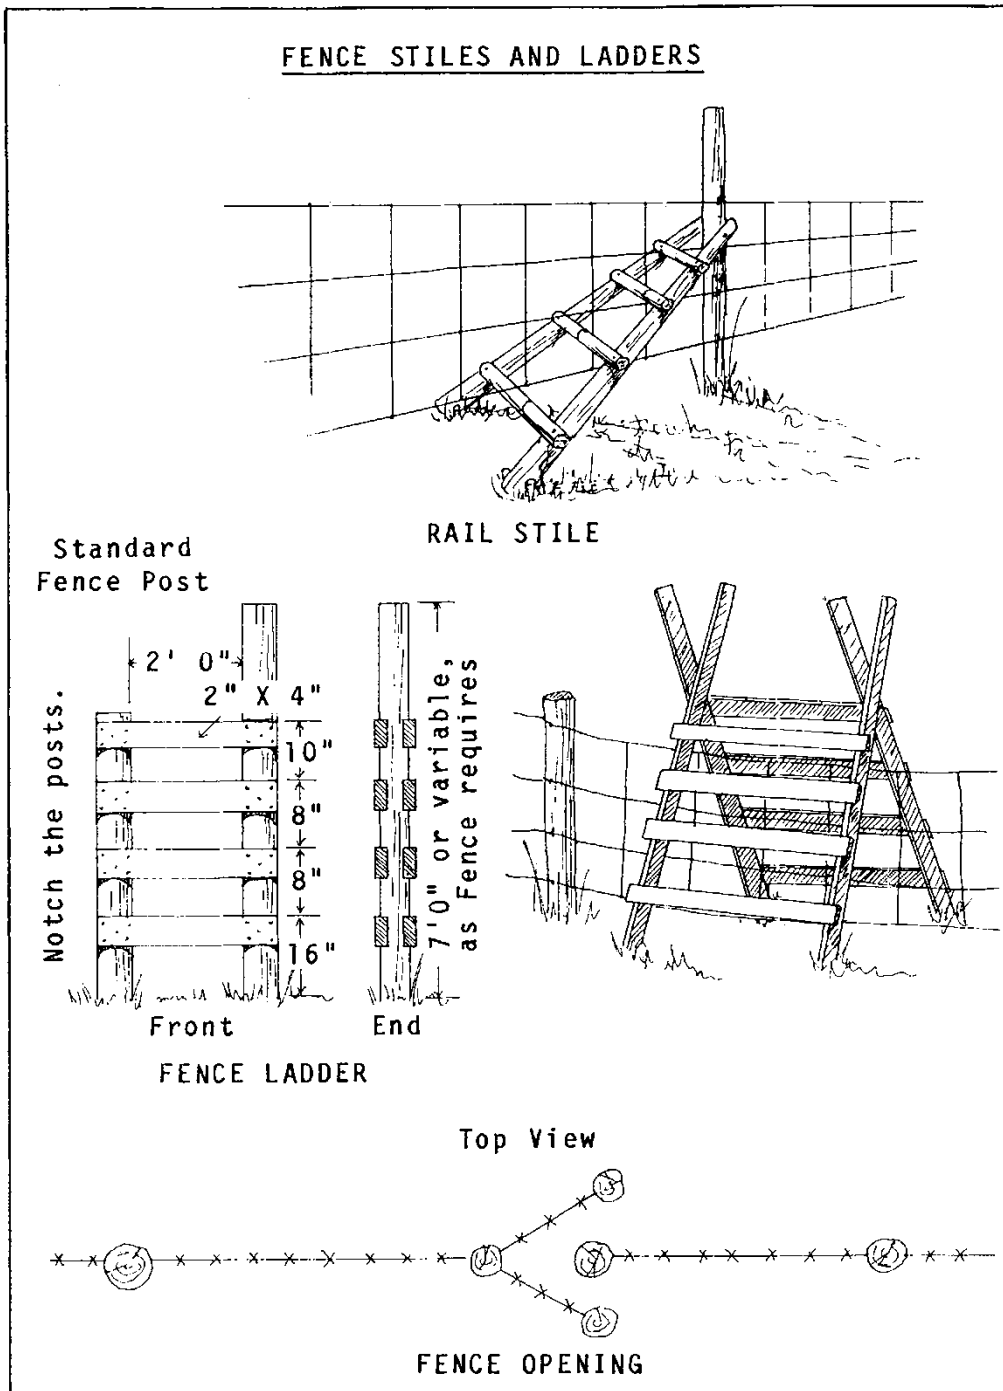 FENCE STILES AND LADDERS
RAIL STILE
Standard
Fence Post
Notch the posts.
2' 0"
2" X 4"
10"
8"
8"
16"
7'0" or variable,
as Fence requires
Front
End
FENCE LADDER
Top View
FENCE OPENING